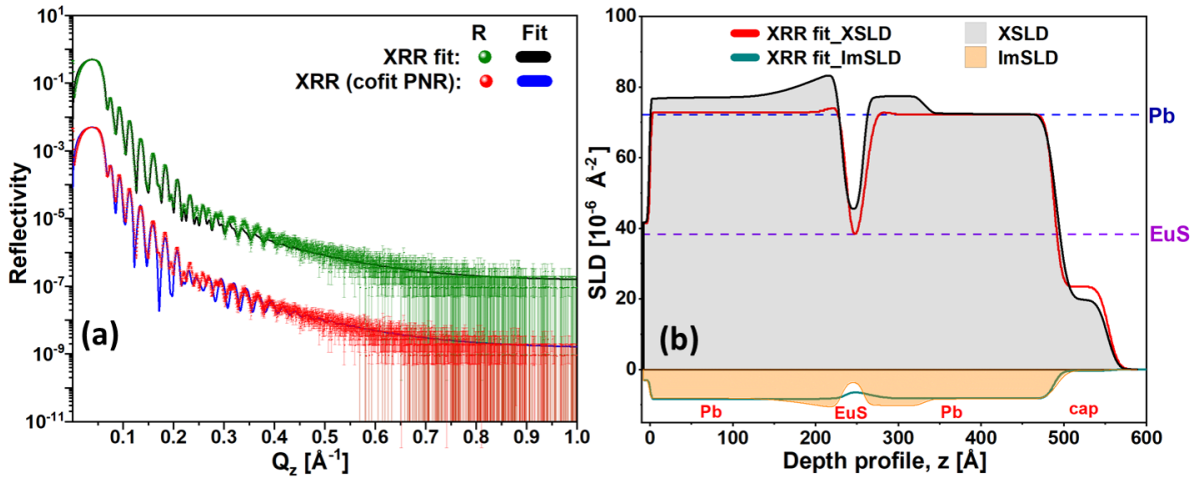 R Fit
XRR fit:
XRR (cofit PNR):
Reflectivity
10¹
10⁻¹
10⁻³
10⁻⁵
10⁻⁷
10⁻⁹
10⁻¹¹
(a)
0.1 0.2 0.3 0.4 0.5 0.6 0.7 0.8 0.9 1.0
Q_z [Å⁻¹]
XRR fit_XSLD XSLD
XRR fit_ImSLD ImSLD
SLD [10⁻⁶ Å⁻²]
100
80
60
40
20
0
-10
Pb
EuS
(b)
Pb EuS Pb cap
0 100 200 300 400 500 600
Depth profile, z [Å]